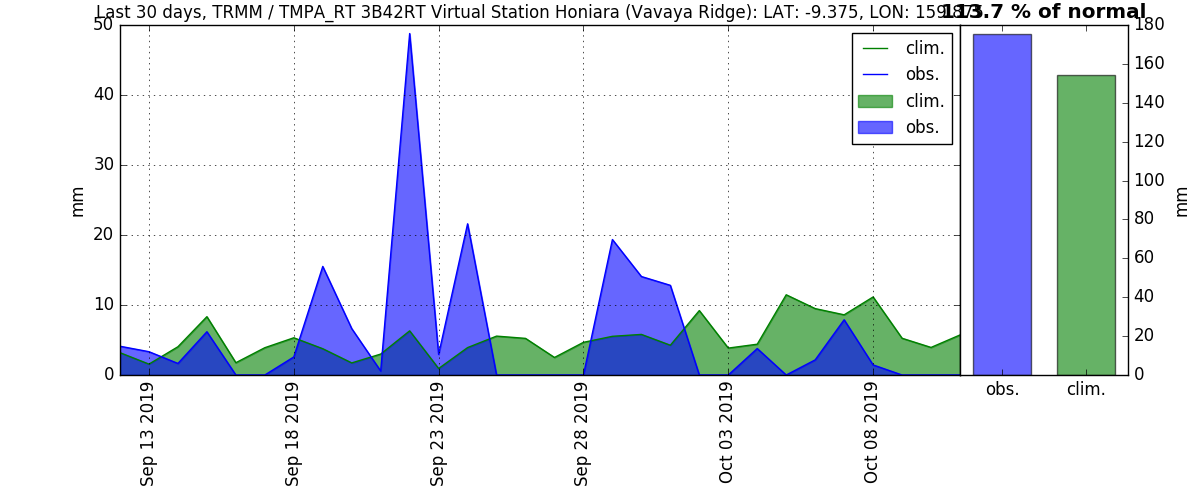 Last 30 days, TRMM / TMPA_RT 3B42RT Virtual Station Honiara (Vavaya Ridge): LAT: -9.375, LON:
113.7 % of normal
50
40
30
20
10
0
mm
clim.
obs.
clim.
obs.
Sep 13 2019
Sep 18 2019
Sep 23 2019
Sep 28 2019
Oct 03 2019
Oct 08 2019
180
160
140
120
100
80
60
40
20
0
mm
obs.
clim.